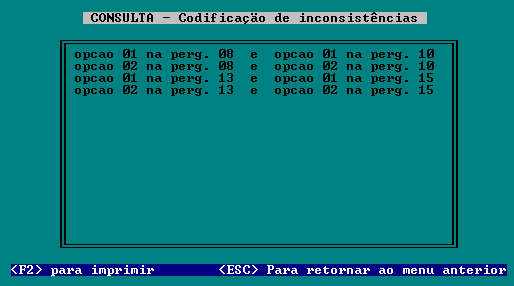 CONSULTA - Codificação de inconsistências
opcao 01 na perg. 08 e opcao 01 na perg. 10
opcao 02 na perg. 08 e opcao 02 na perg. 10
opcao 01 na perg. 13 e opcao 01 na perg. 15
opcao 02 na perg. 13 e opcao 02 na perg. 15
<F2> para imprimir <ESC> Para retornar ao menu anterior